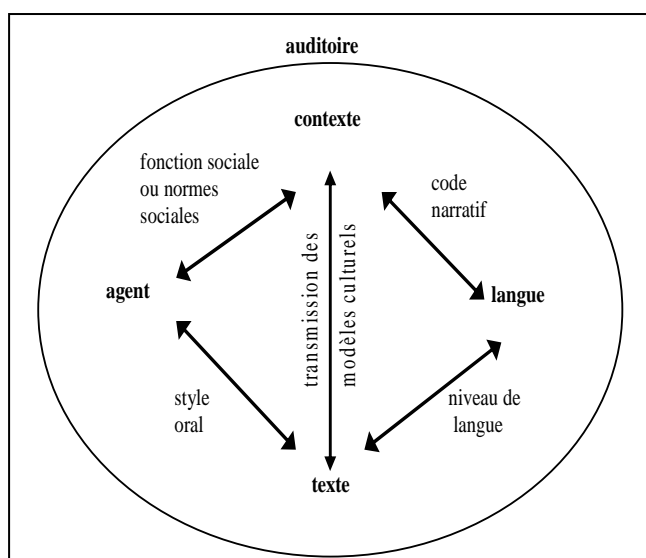 auditoire
contexte
fonction sociale
ou normes
sociales
code
narratif
transmission des
modèles culturels
agent
langue
style
oral
niveau de
langue
texte